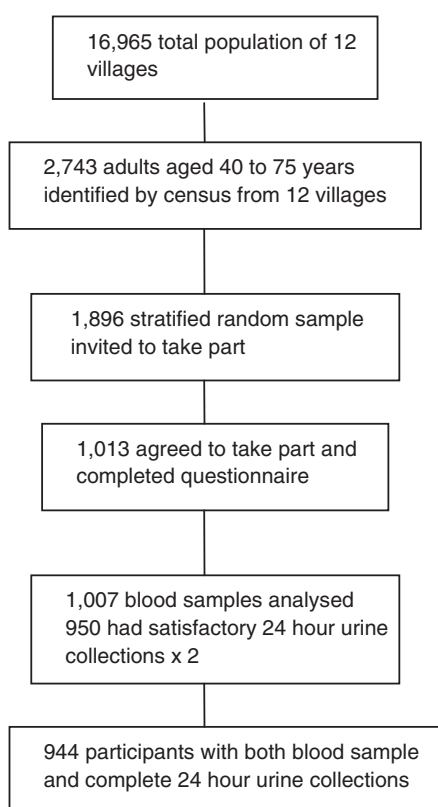 16,965 total population of 12
villages
2,743 adults aged 40 to 75 years
identified by census from 12 villages
1,896 stratified random sample
invited to take part
1,013 agreed to take part and
completed questionnaire
1,007 blood samples analysed
950 had satisfactory 24 hour urine
collections x 2
944 participants with both blood sample
and complete 24 hour urine collections